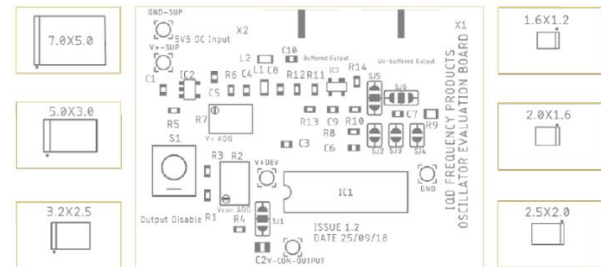 GND-SUP
5V5 DC Input
V+-SUP
X2
X1
Buffered Output
Un-buffered Output
7.0X5.0
5.0X3.0
3.2X2.5
1.6X1.2
2.0X1.6
2.5X2.0
C1
IC2
R6
C4
C5
L2
L1
C8
C10
R12
R11
R14
SJ5
SJ6
R5
R7
V+ ADG
R13
C9
R10
C7
R9
R8
S1
C3
C6
SJ2
SJ3
SJ4
R3
R2
V+DEV
GND
IC1
R1
Vcon ADG
R4
SJ1
Output Disable
ISSUE 1.2
DATE 25/09/18
C2
V-CON-OUTPUT
IQD FREQUENCY PRODUCTS
OSCILLATOR EVALUATION BOARD